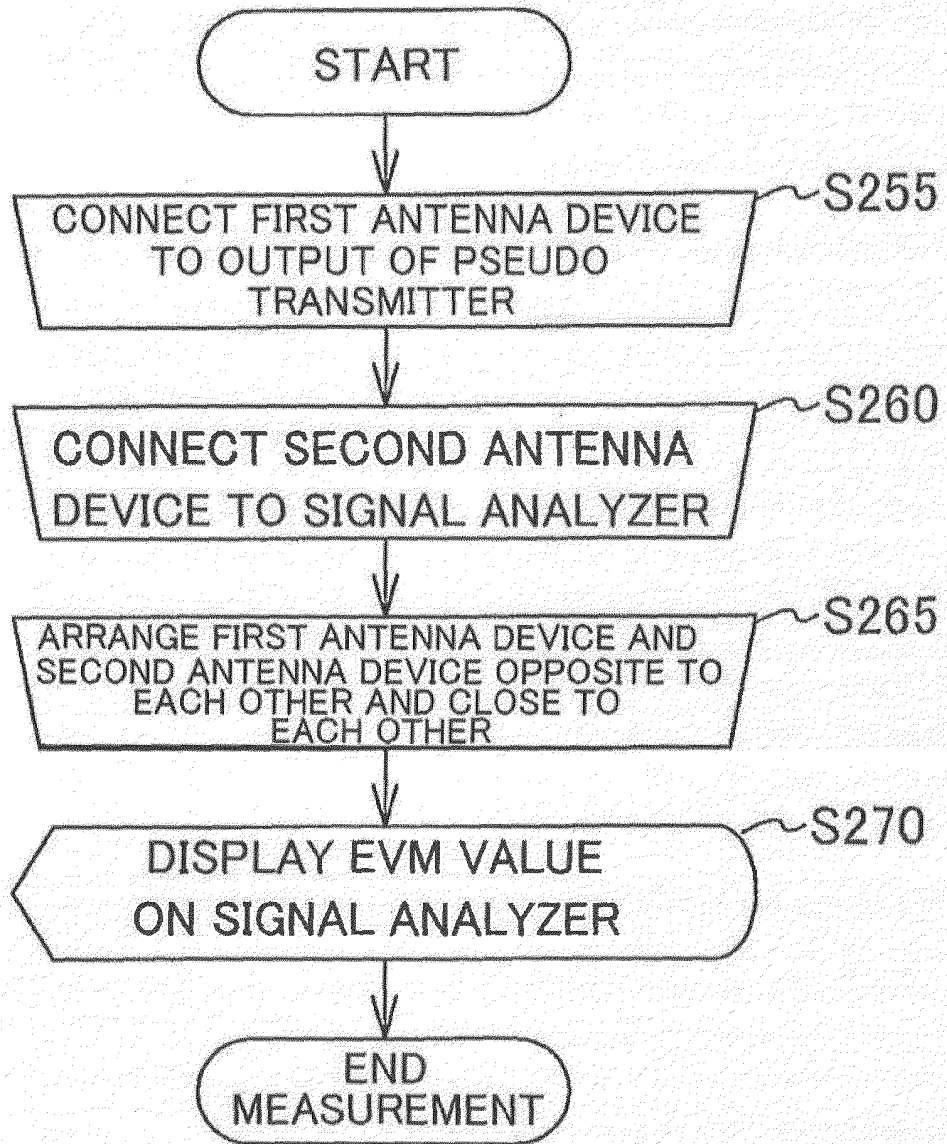 START
S255
CONNECT FIRST ANTENNA DEVICE
TO OUTPUT OF PSEUDO
TRANSMITTER
S260
CONNECT SECOND ANTENNA
DEVICE TO SIGNAL ANALYZER
S265
ARRANGE FIRST ANTENNA DEVICE AND
SECOND ANTENNA DEVICE OPPOSITE TO
EACH OTHER AND CLOSE TO
EACH OTHER
S270
DISPLAY EVM VALUE
ON SIGNAL ANALYZER
END
MEASUREMENT